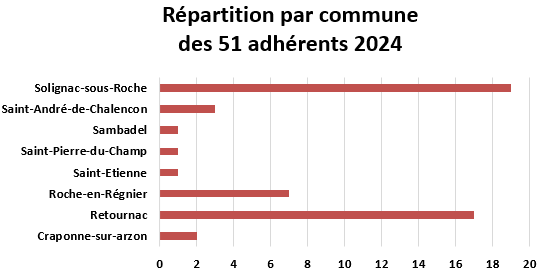 Répartition par commune
des 51 adhérents 2024
Solignac-sous-Roche
Saint-André-de-Chalencon
Sambadel
Saint-Pierre-du-Champ
Saint-Etienne
Roche-en-Régnier
Retournac
Craponne-sur-arzon
0 2 4 6 8 10 12 14 16 18 20